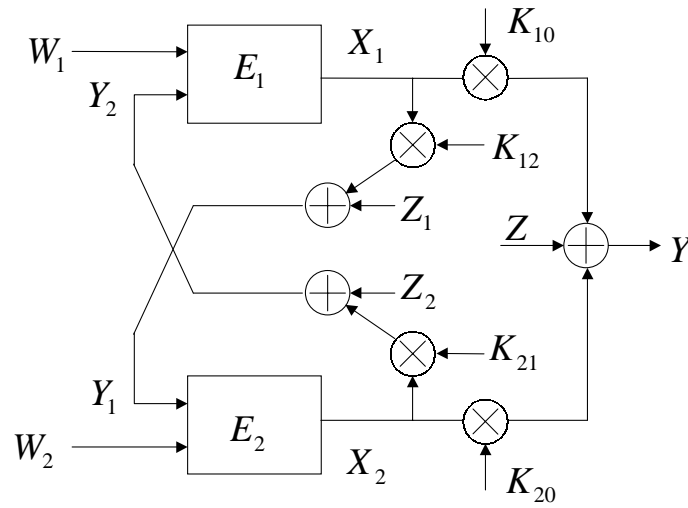 K₁₀
W₁
E₁
X₁
Y₂
K₁₂
Z₁
Z
Y
Z₂
K₂₁
Y₁
E₂
W₂
X₂
K₂₀